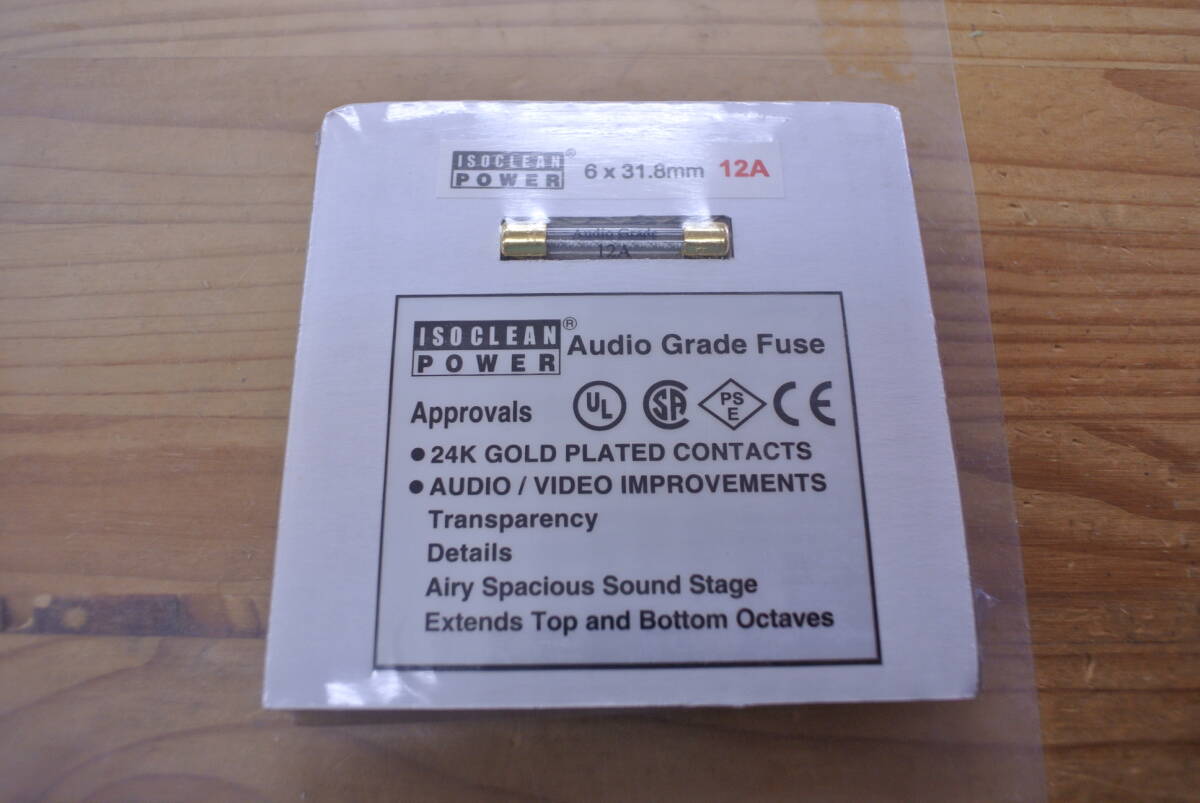 ISOCLEAN POWER® 6 x 31.8mm 12A
Audio Grade
12A
ISOCLEAN POWER® Audio Grade Fuse
Approvals UL SA PS E CE
● 24K GOLD PLATED CONTACTS
● AUDIO / VIDEO IMPROVEMENTS
Transparency
Details
Airy Spacious Sound Stage
Extends Top and Bottom Octaves